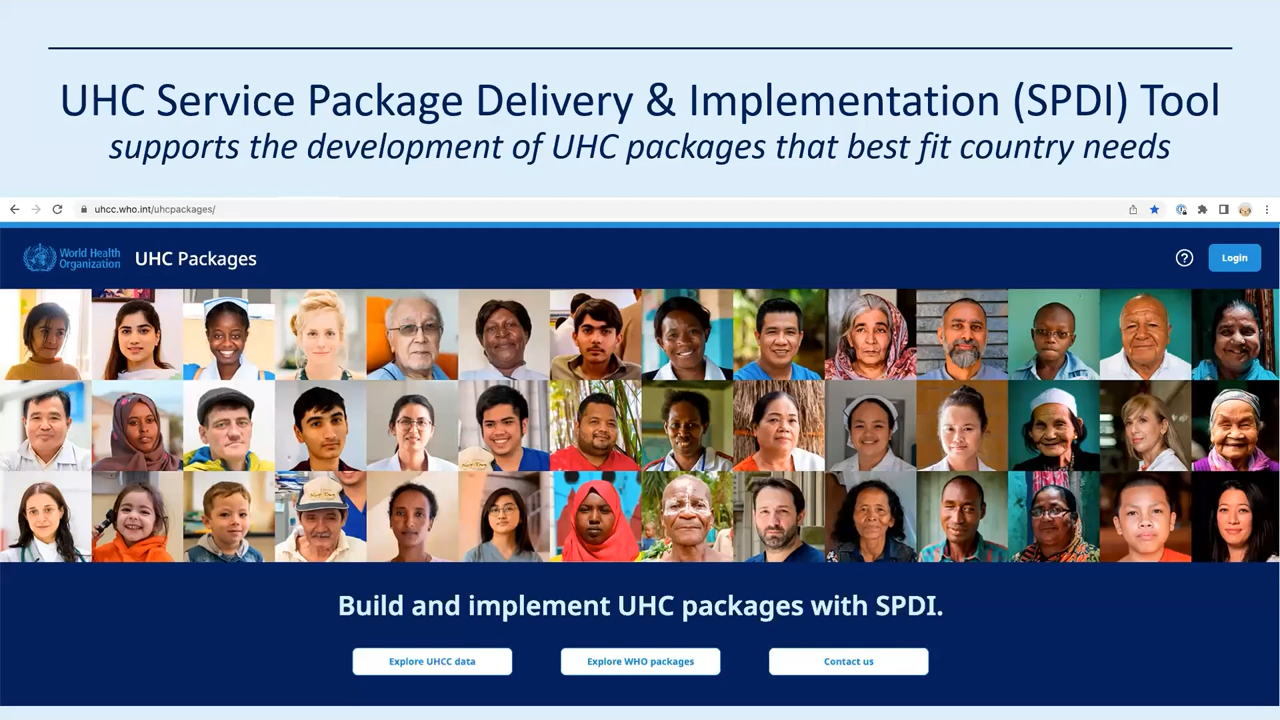 UHC Service Package Delivery & Implementation (SPDI) Tool
supports the development of UHC packages that best fit country needs
uhcc.who.int/uhcpackages/
World Health
Organization
UHC Packages
Login
Build and implement UHC packages with SPDI.
Explore UHCC data
Explore WHO packages
Contact us